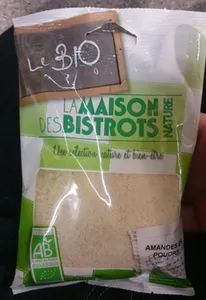 Le BIO
LA MAISON
DES BISTROTS
NATURE
Une sélection nature et bien-être
AB
AMANDES
POUDRE